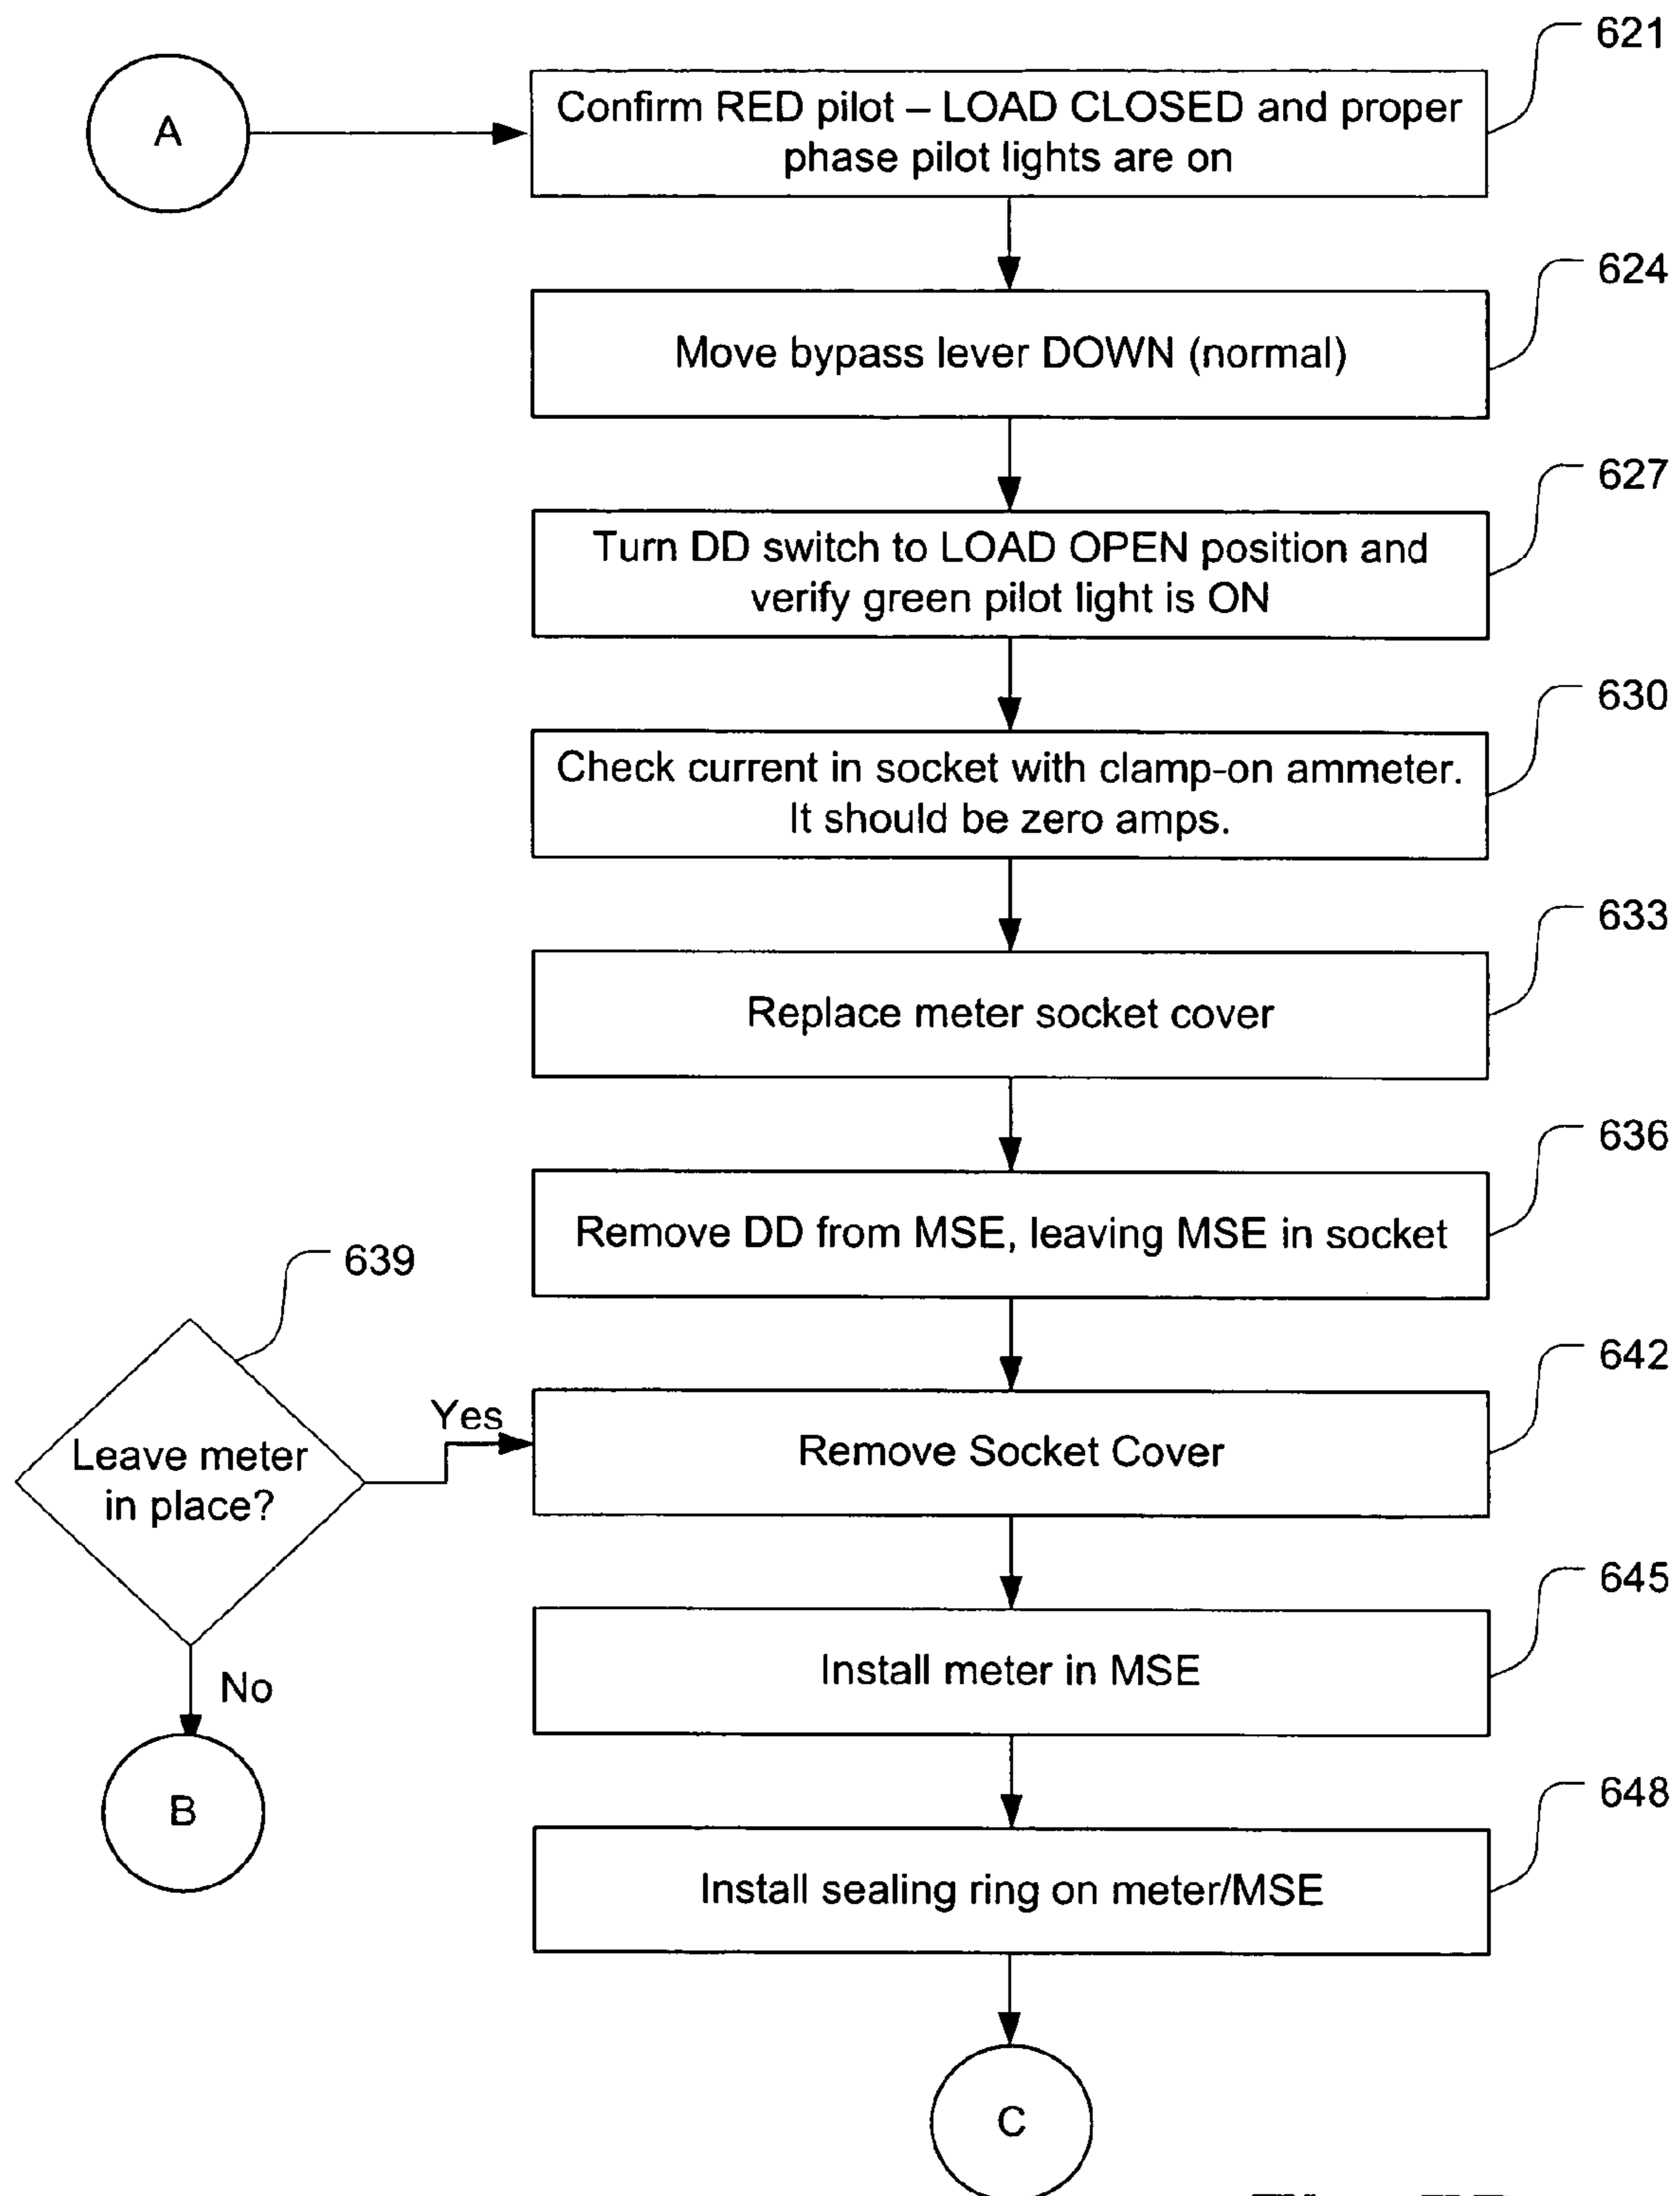 A
Confirm RED pilot – LOAD CLOSED and proper
phase pilot lights are on
621
Move bypass lever DOWN (normal)
624
Turn DD switch to LOAD OPEN position and
verify green pilot light is ON
627
Check current in socket with clamp-on ammeter.
It should be zero amps.
630
Replace meter socket cover
633
Remove DD from MSE, leaving MSE in socket
636
639
Leave meter
in place?
Yes
No
B
Remove Socket Cover
642
Install meter in MSE
645
Install sealing ring on meter/MSE
648
C